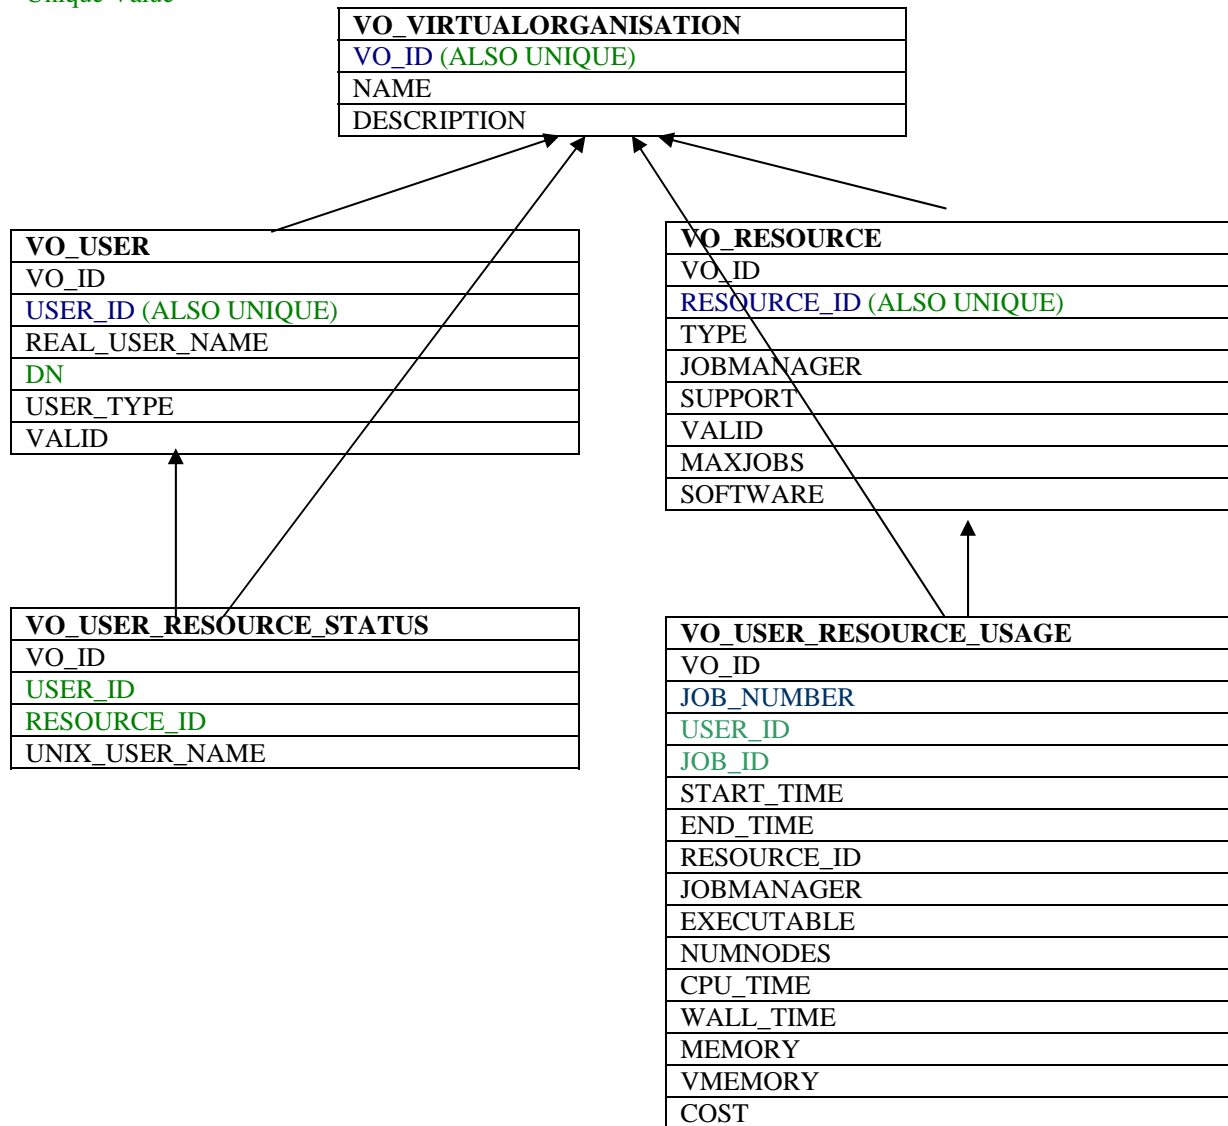 Unique Value
VO_VIRTUALORGANISATION
VO_ID (ALSO UNIQUE)
NAME
DESCRIPTION
VO_USER
VO_ID
USER_ID (ALSO UNIQUE)
REAL_USER_NAME
DN
USER_TYPE
VALID
VO_RESOURCE
VO_ID
RESOURCE_ID (ALSO UNIQUE)
TYPE
JOBMANAGER
SUPPORT
VALID
MAXJOBS
SOFTWARE
VO_USER_RESOURCE_STATUS
VO_ID
USER_ID
RESOURCE_ID
UNIX_USER_NAME
VO_USER_RESOURCE_USAGE
VO_ID
JOB_NUMBER
USER_ID
JOB_ID
START_TIME
END_TIME
RESOURCE_ID
JOBMANAGER
EXECUTABLE
NUMNODES
CPU_TIME
WALL_TIME
MEMORY
VMEMORY
COST